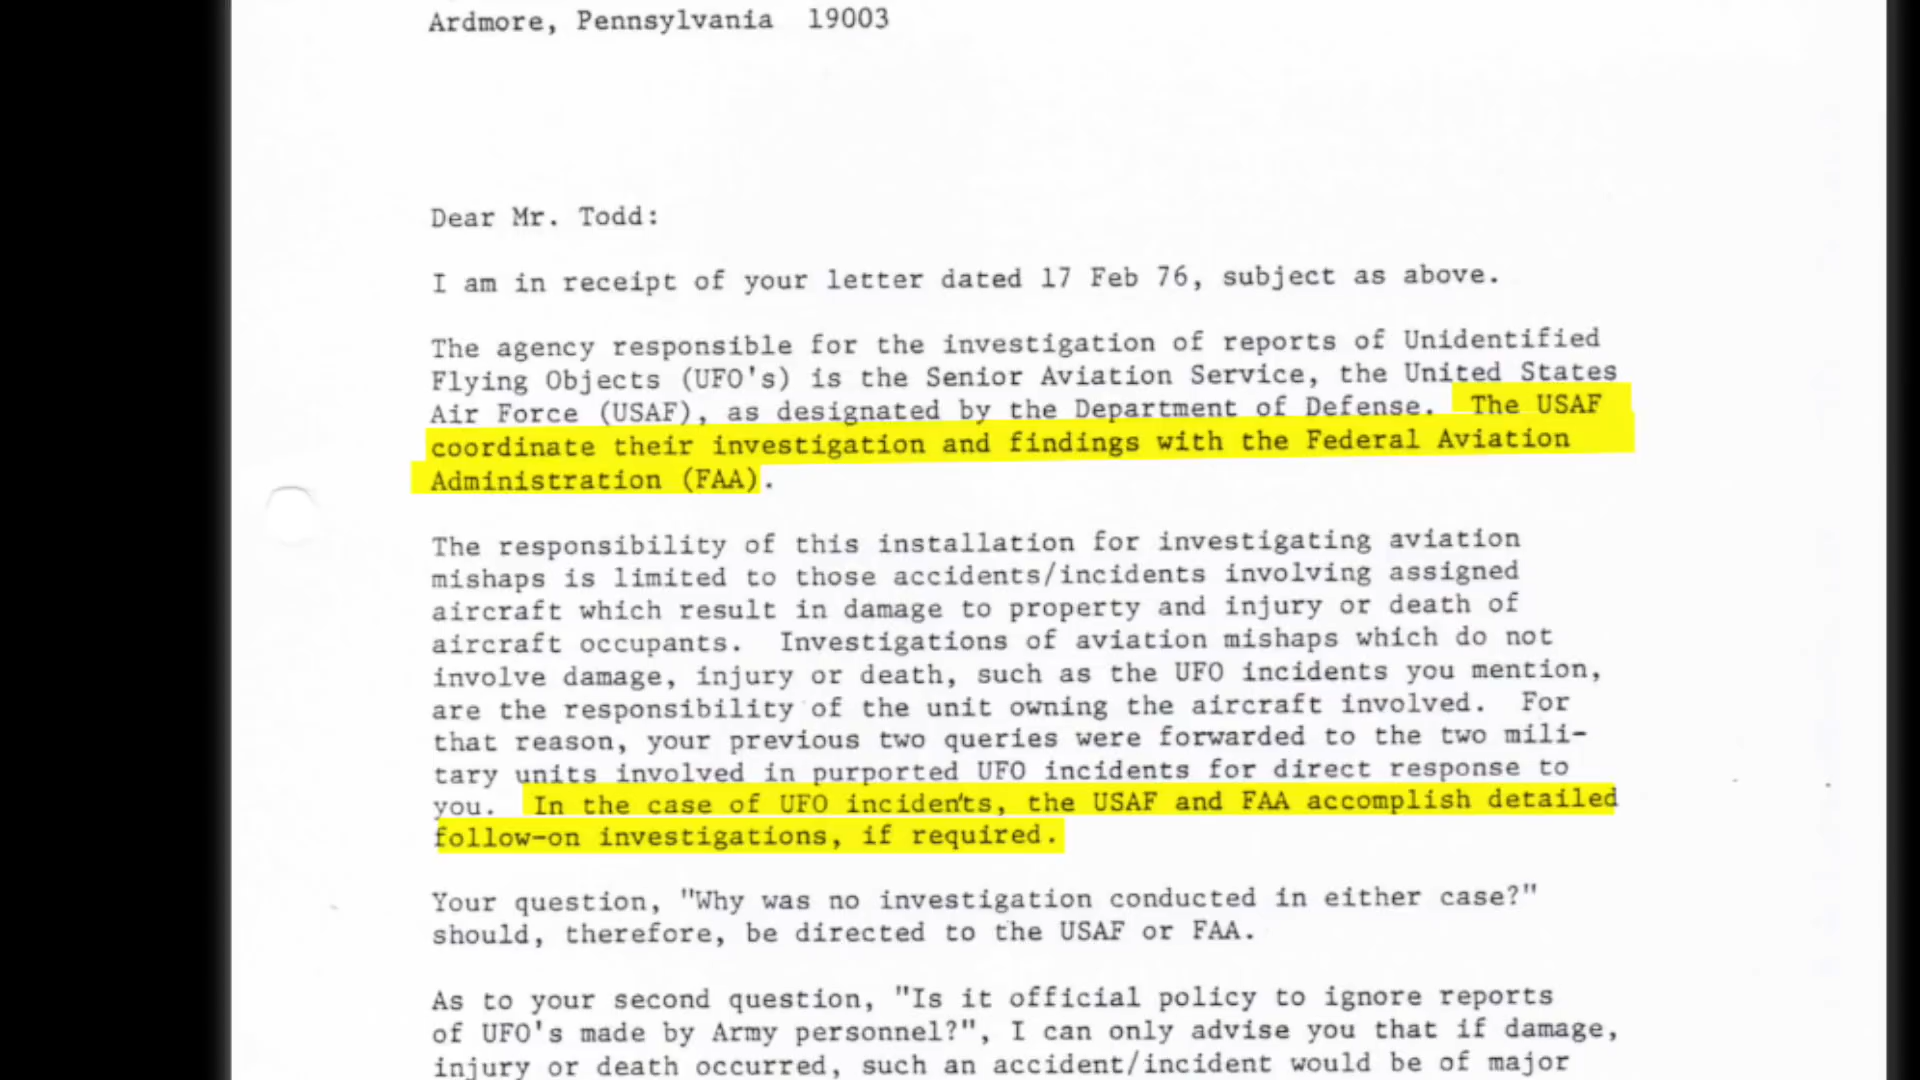 Ardmore, Pennsylvania 19003
Dear Mr. Todd:
I am in receipt of your letter dated 17 Feb 76, subject as above.
The agency responsible for the investigation of reports of Unidentified
Flying Objects (UFO's) is the Senior Aviation Service, the United States
Air Force (USAF), as designated by the Department of Defense. The USAF
coordinate their investigation and findings with the Federal Aviation
Administration (FAA).
The responsibility of this installation for investigating aviation
mishaps is limited to those accidents/incidents involving assigned
aircraft which result in damage to property and injury or death of
aircraft occupants. Investigations of aviation mishaps which do not
involve damage, injury or death, such as the UFO incidents you mention,
are the responsibility of the unit owning the aircraft involved. For
that reason, your previous two queries were forwarded to the two mili-
tary units involved in purported UFO incidents for direct response to
you. In the case of UFO incidents, the USAF and FAA accomplish detailed
follow-on investigations, if required.
Your question, "Why was no investigation conducted in either case?"
should, therefore, be directed to the USAF or FAA.
As to your second question, "Is it official policy to ignore reports
of UFO's made by Army personnel?", I can only advise you that if damage,
injury or death occurred, such an accident/incident would be of major